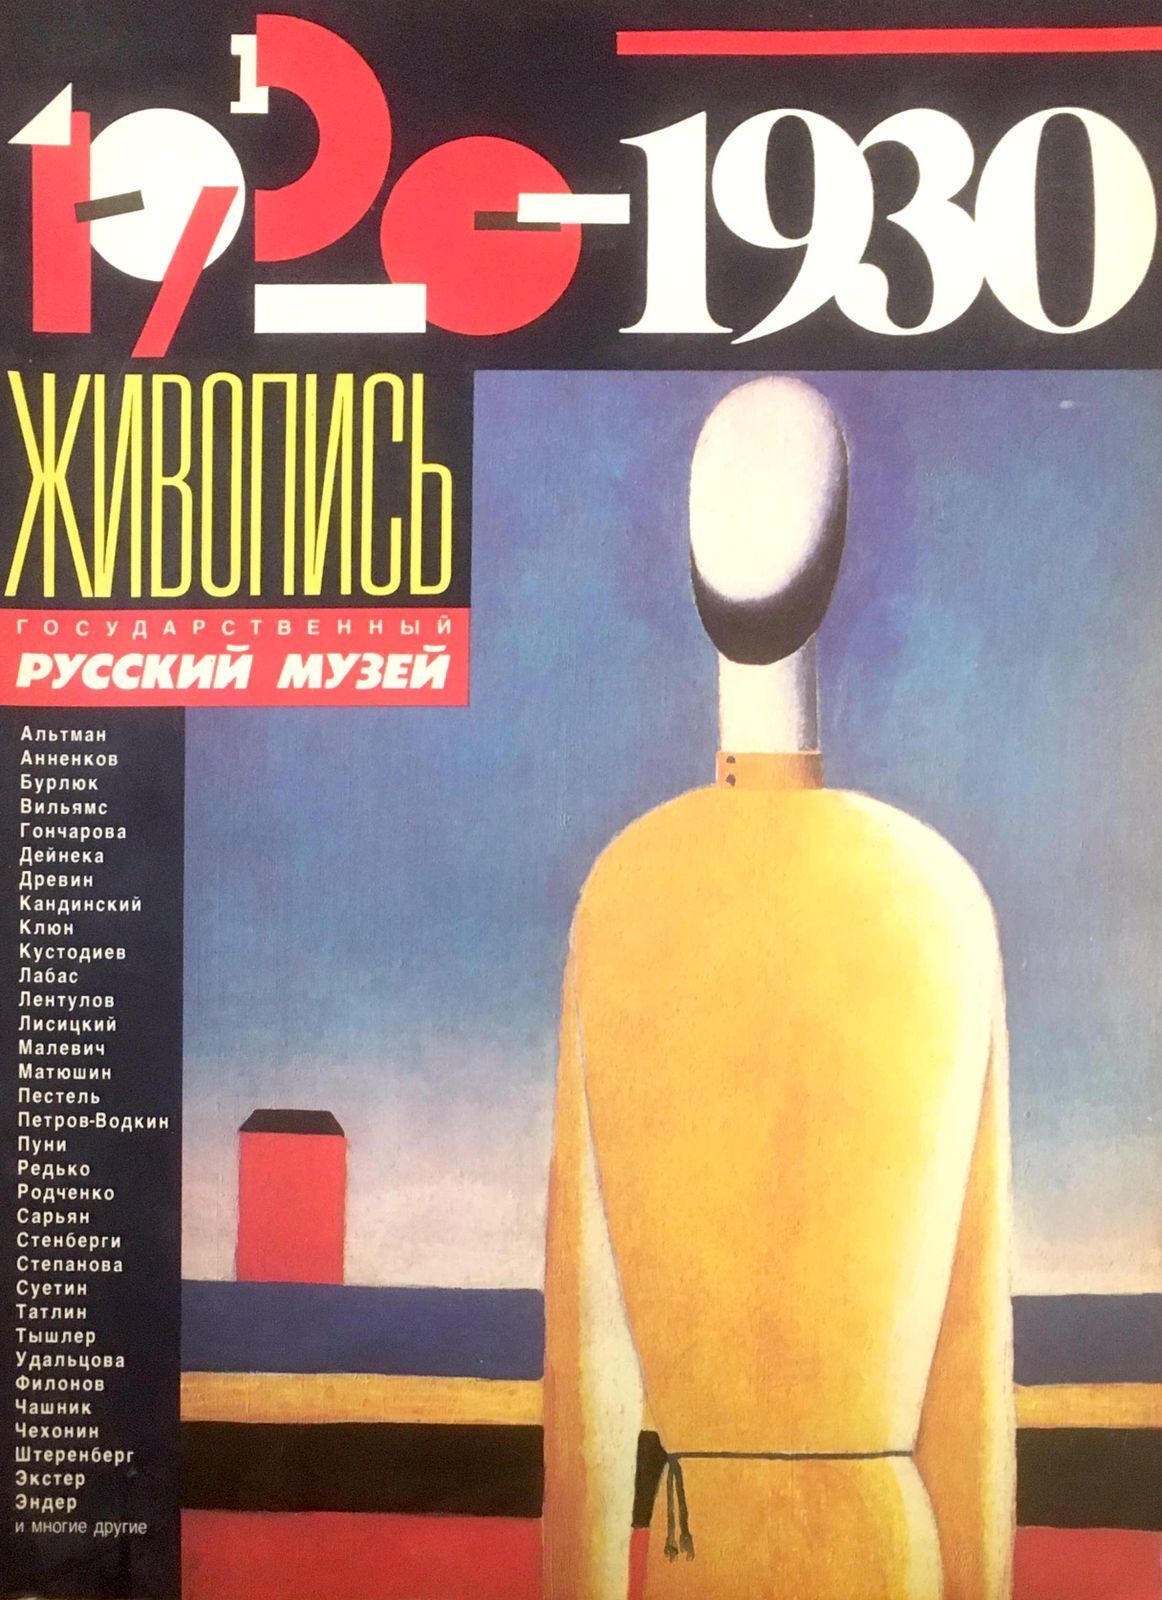 1920-1930
ЖИВОПИСЬ
ГОСУДАРСТВЕННЫЙ
РУССКИЙ МУЗЕЙ
Альтман
Анненков
Бурлюк
Вильямс
Гончарова
Дейнека
Древин
Кандинский
Клюн
Кустодиев
Лабас
Лентулов
Лисицкий
Малевич
Матюшин
Пестель
Петров-Водкин
Пуни
Редько
Родченко
Сарьян
Стенберги
Степанова
Суетин
Татлин
Тышлер
Удальцова
Филонов
Чашник
Чехонин
Штеренберг
Экстер
Эндер
и многие другие